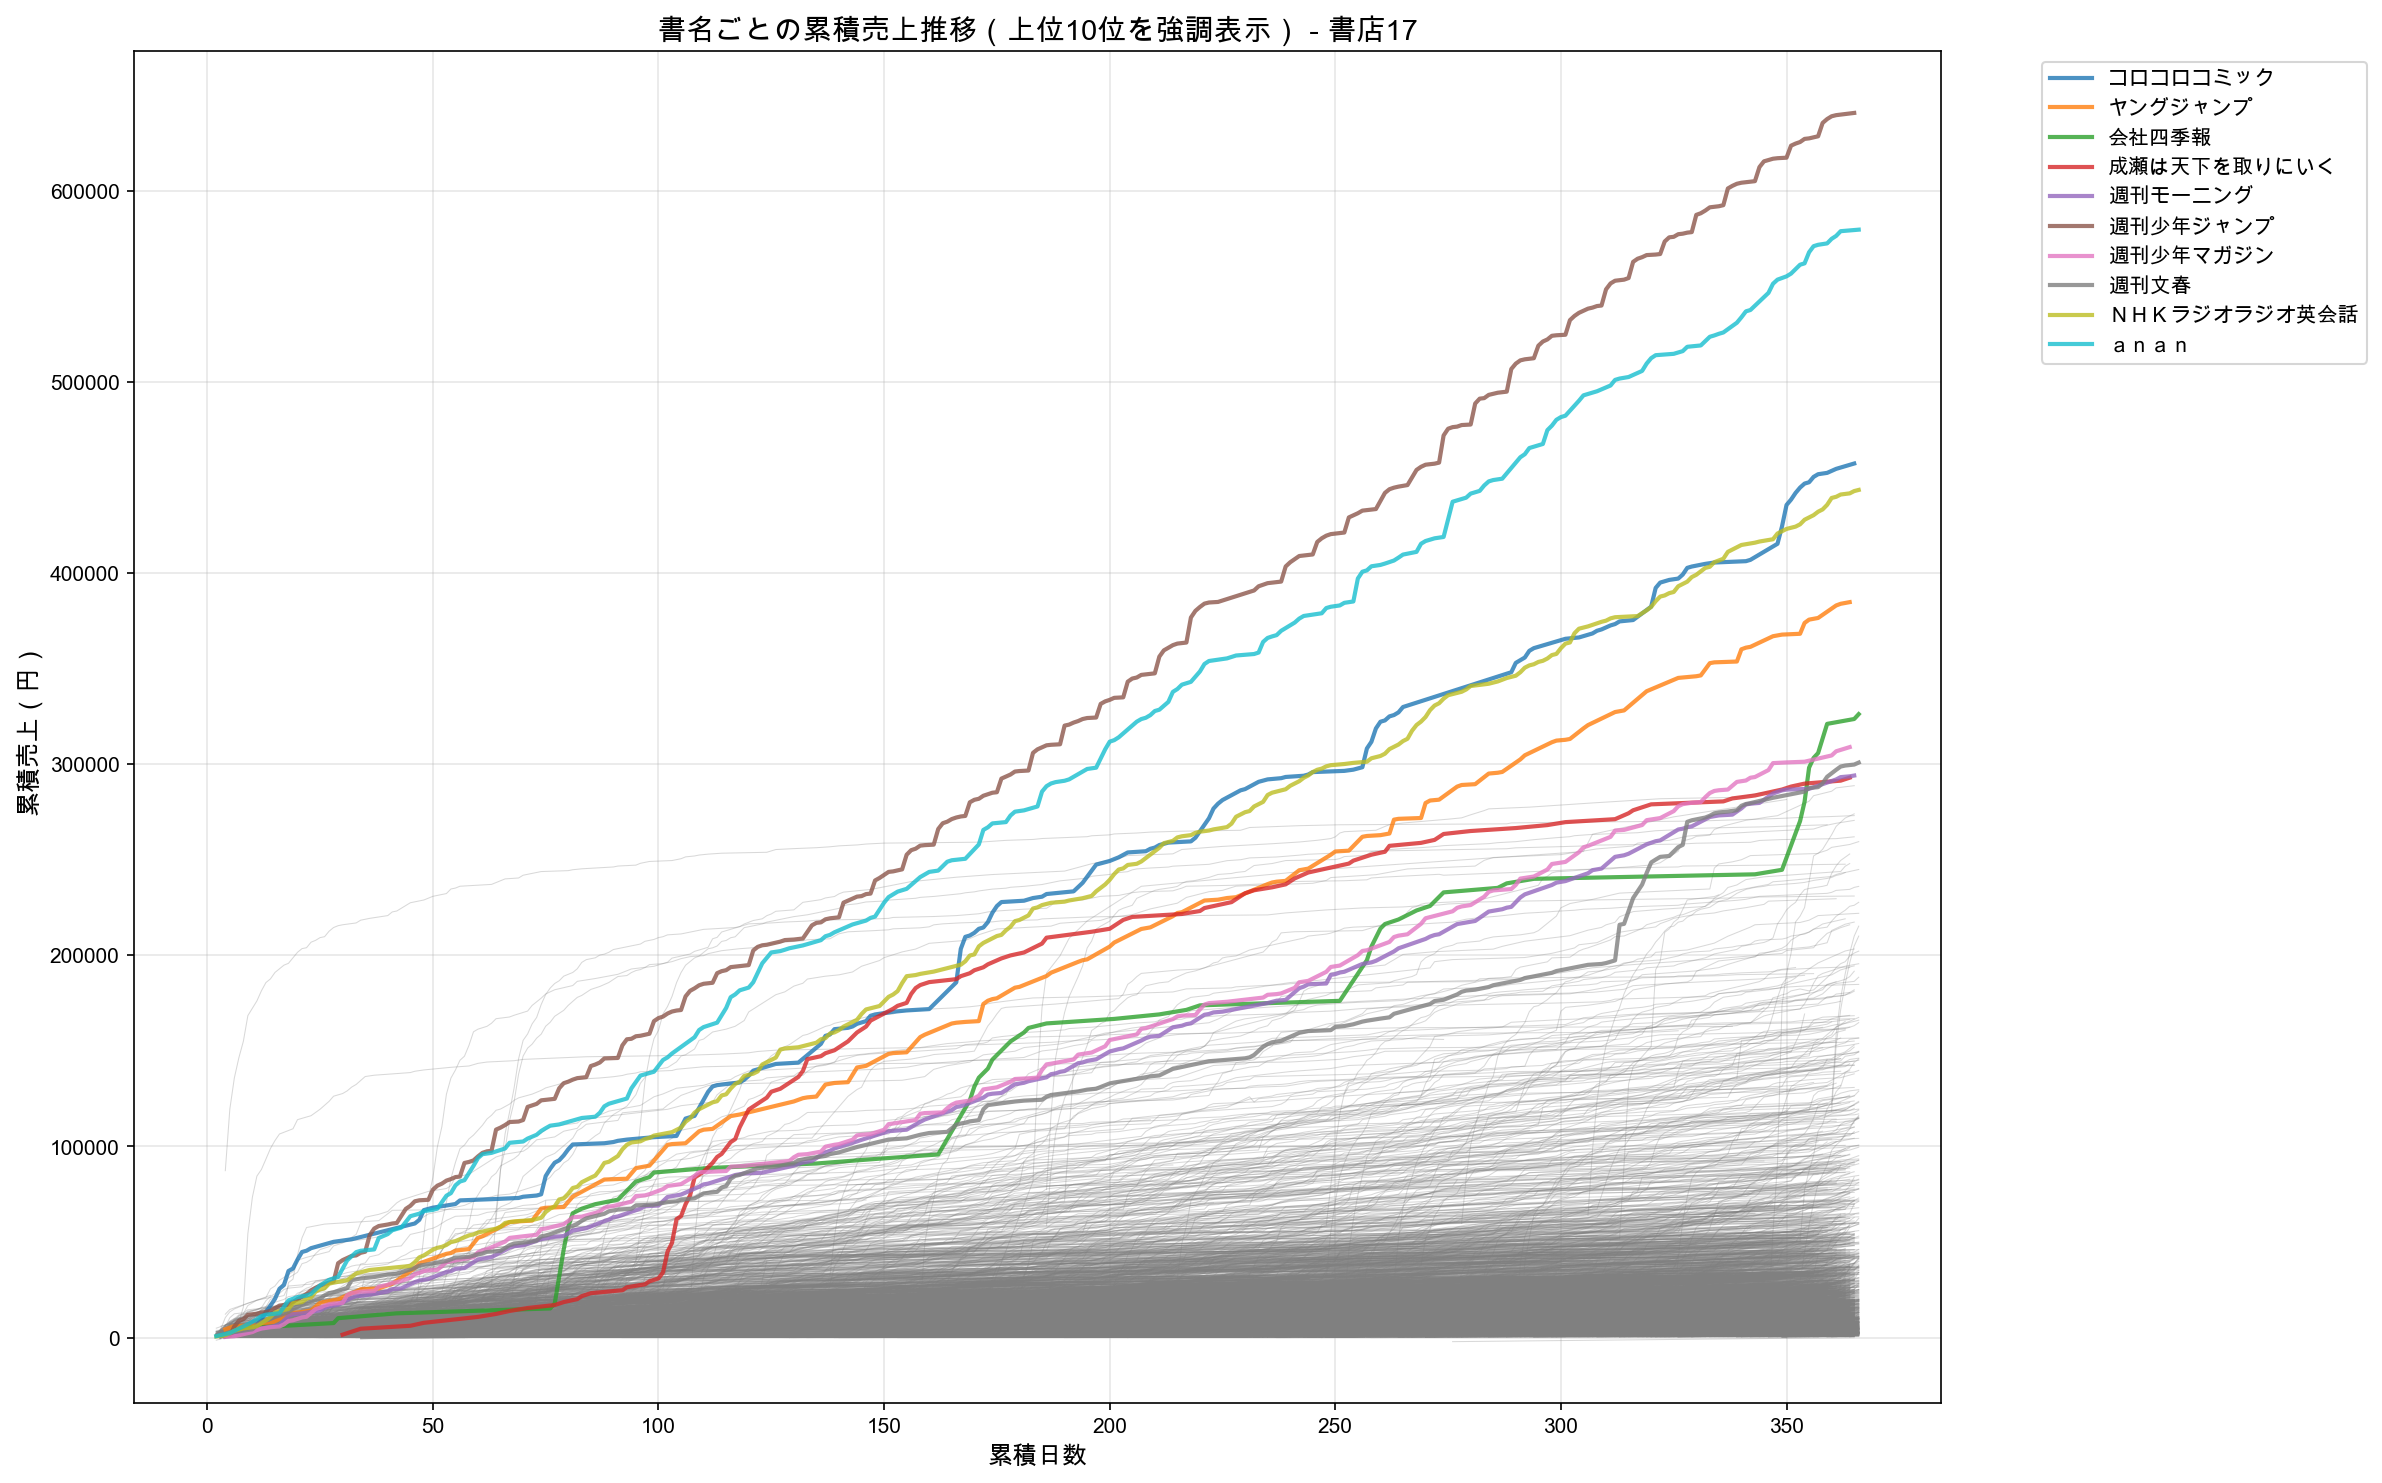 書名ごとの累積売上推移（上位10位を強調表示） - 書店17
コロコロコミック
ヤングジャンプ
会社四季報
成瀬は天下を取りにいく
週刊モーニング
週刊少年ジャンプ
週刊少年マガジン
週刊文春
ＮＨＫラジオラジオ英会話
ａｎａｎ
累積売上（円）
600000
500000
400000
300000
200000
100000
0
0 50 100 150 200 250 300 350
累積日数